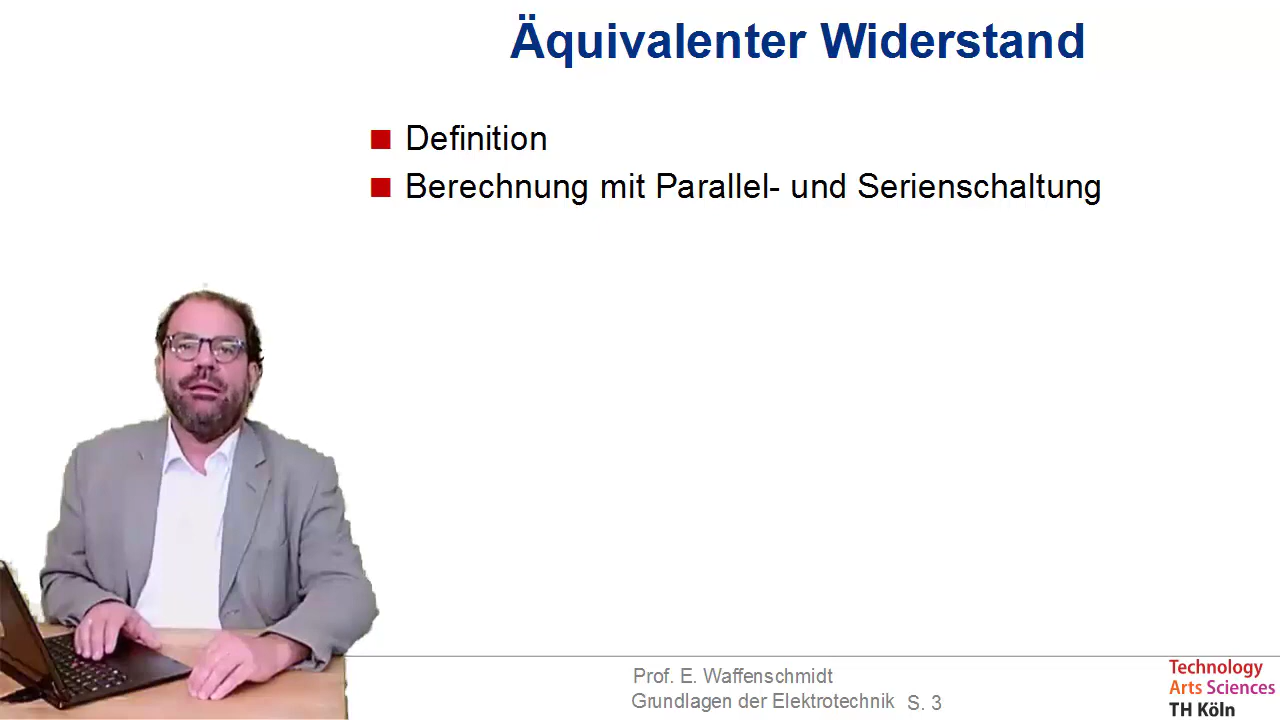 Äquivalenter Widerstand
Definition
Berechnung mit Parallel- und Serienschaltung
Prof. E. Waffenschmidt
Grundlagen der Elektrotechnik S. 3
Technology
Arts Sciences
TH Köln